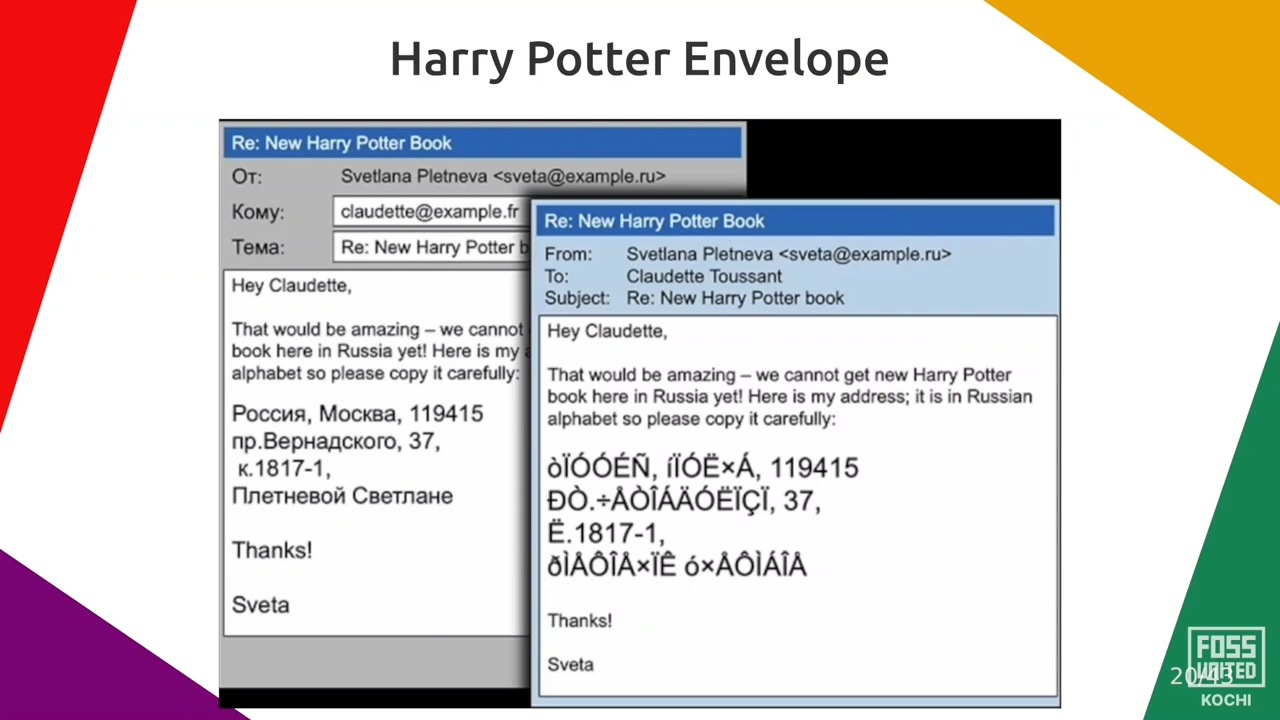 Harry Potter Envelope
Re: New Harry Potter Book
От: Svetlana Pletneva <sveta@example.ru>
Кому: claudette@example.fr
Тема: Re: New Harry Potter b
Hey Claudette,
That would be amazing – we cannot
book here in Russia yet! Here is my a
alphabet so please copy it carefully:
Россия, Москва, 119415
пр.Вернадского, 37,
к.1817-1,
Плетневой Светлане
Thanks!
Sveta
Re: New Harry Potter Book
From: Svetlana Pletneva <sveta@example.ru>
To: Claudette Toussant
Subject: Re: New Harry Potter book
Hey Claudette,
That would be amazing – we cannot get new Harry Potter
book here in Russia yet! Here is my address; it is in Russian
alphabet so please copy it carefully:
òÏÓÓÉÑ, íÏÓË×Á, 119415
ÐÒ.÷ÅÒÎÁÄÓËÏÇÏ, 37,
Ë.1817-1,
ðÌÅÔÎÅ×ÏÊ ó×ÅÔÌÁÎÅ
Thanks!
Sveta
FOSS
UNITED
20/43
KOCHI